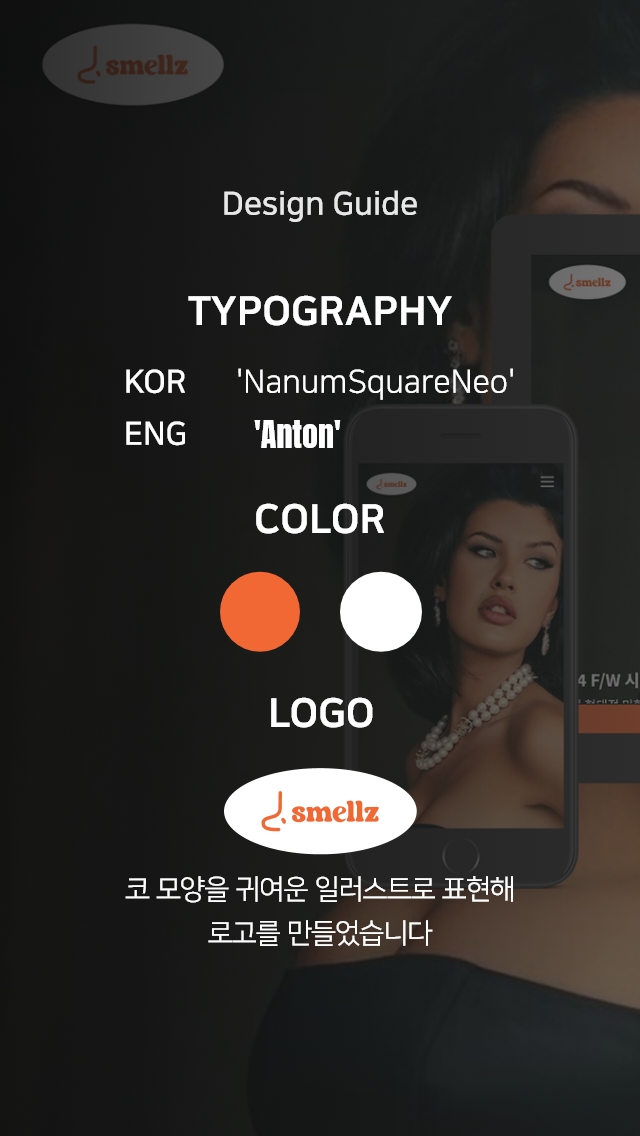 smellz
Design Guide
smellz
TYPOGRAPHY
KOR 'NanumSquareNeo'
ENG 'Anton'
smellz
COLOR
4 F/W 시
LOGO
smellz
코 모양을 귀여운 일러스트로 표현해
로고를 만들었습니다